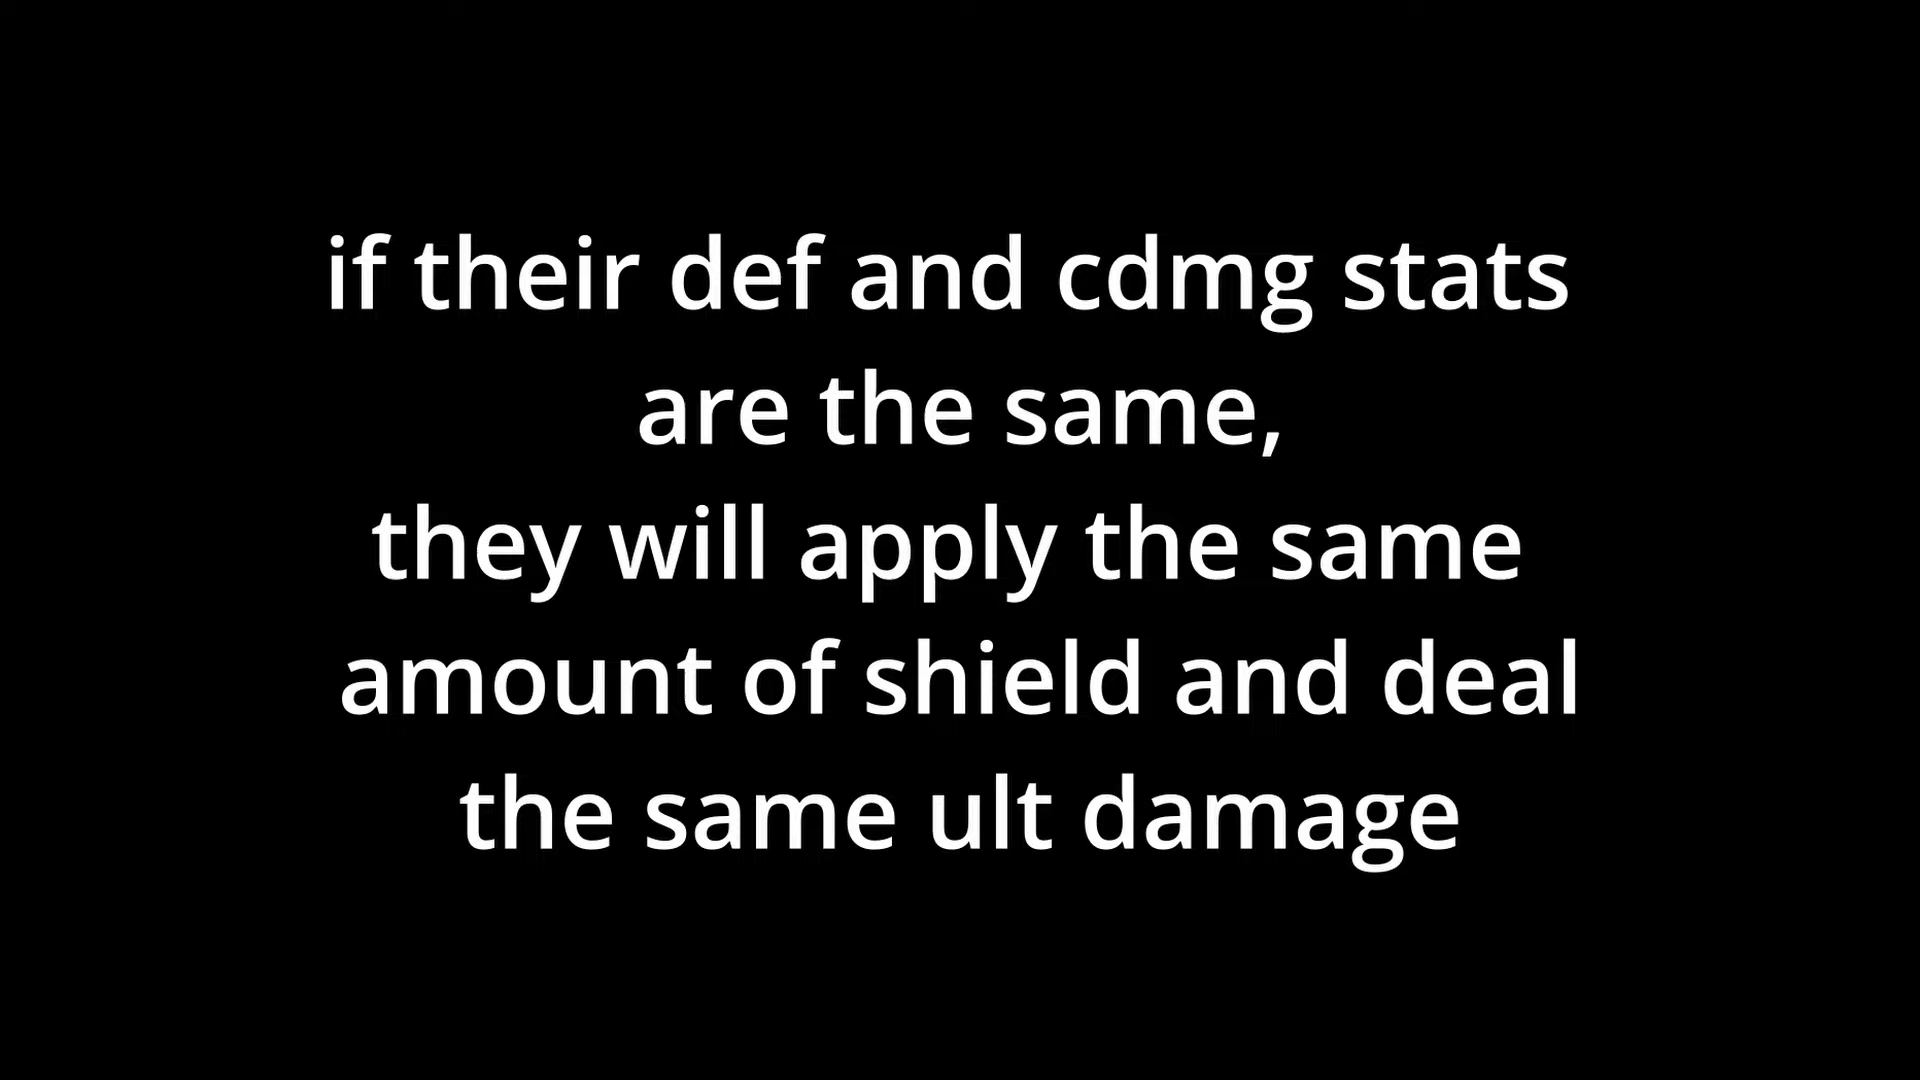 if their def and cdmg stats
are the same,
they will apply the same
amount of shield and deal
the same ult damage